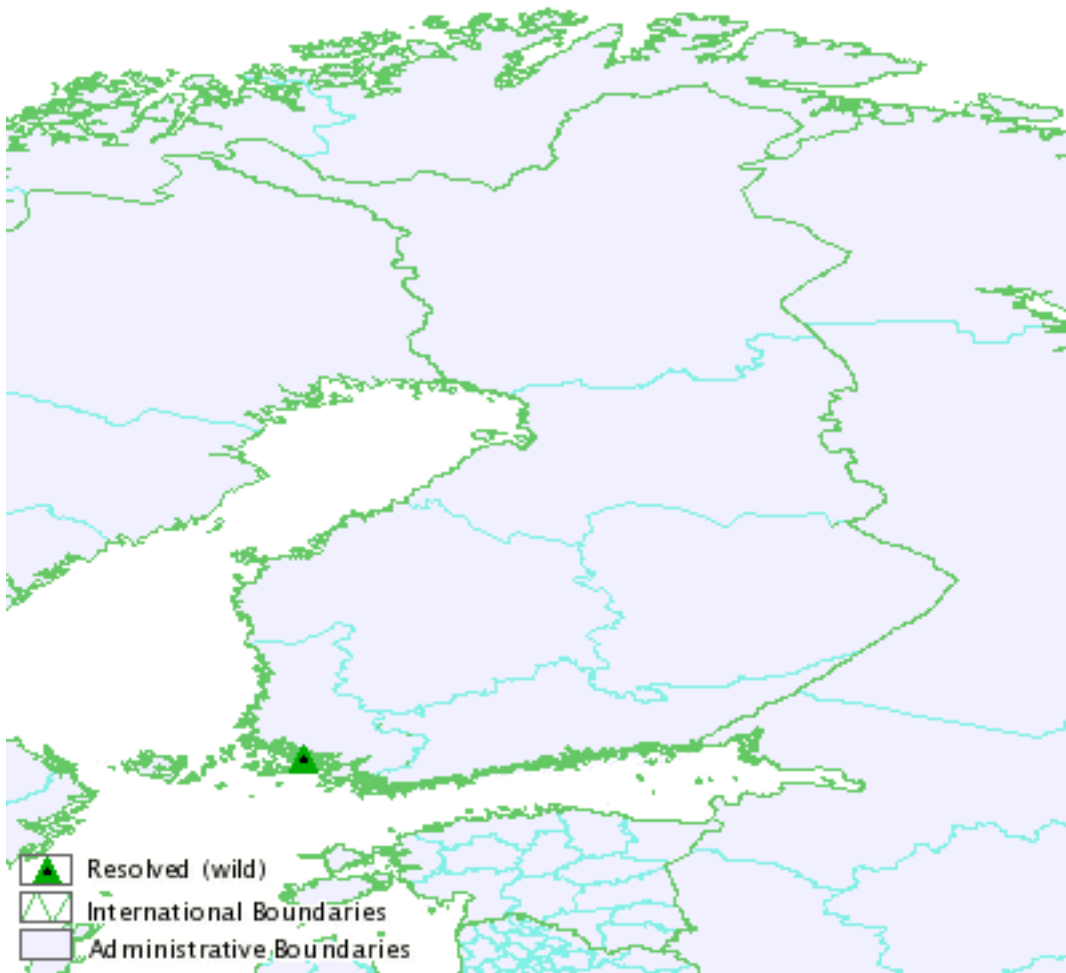 Resolved (wild)
International Boundaries
Administrative Boundaries